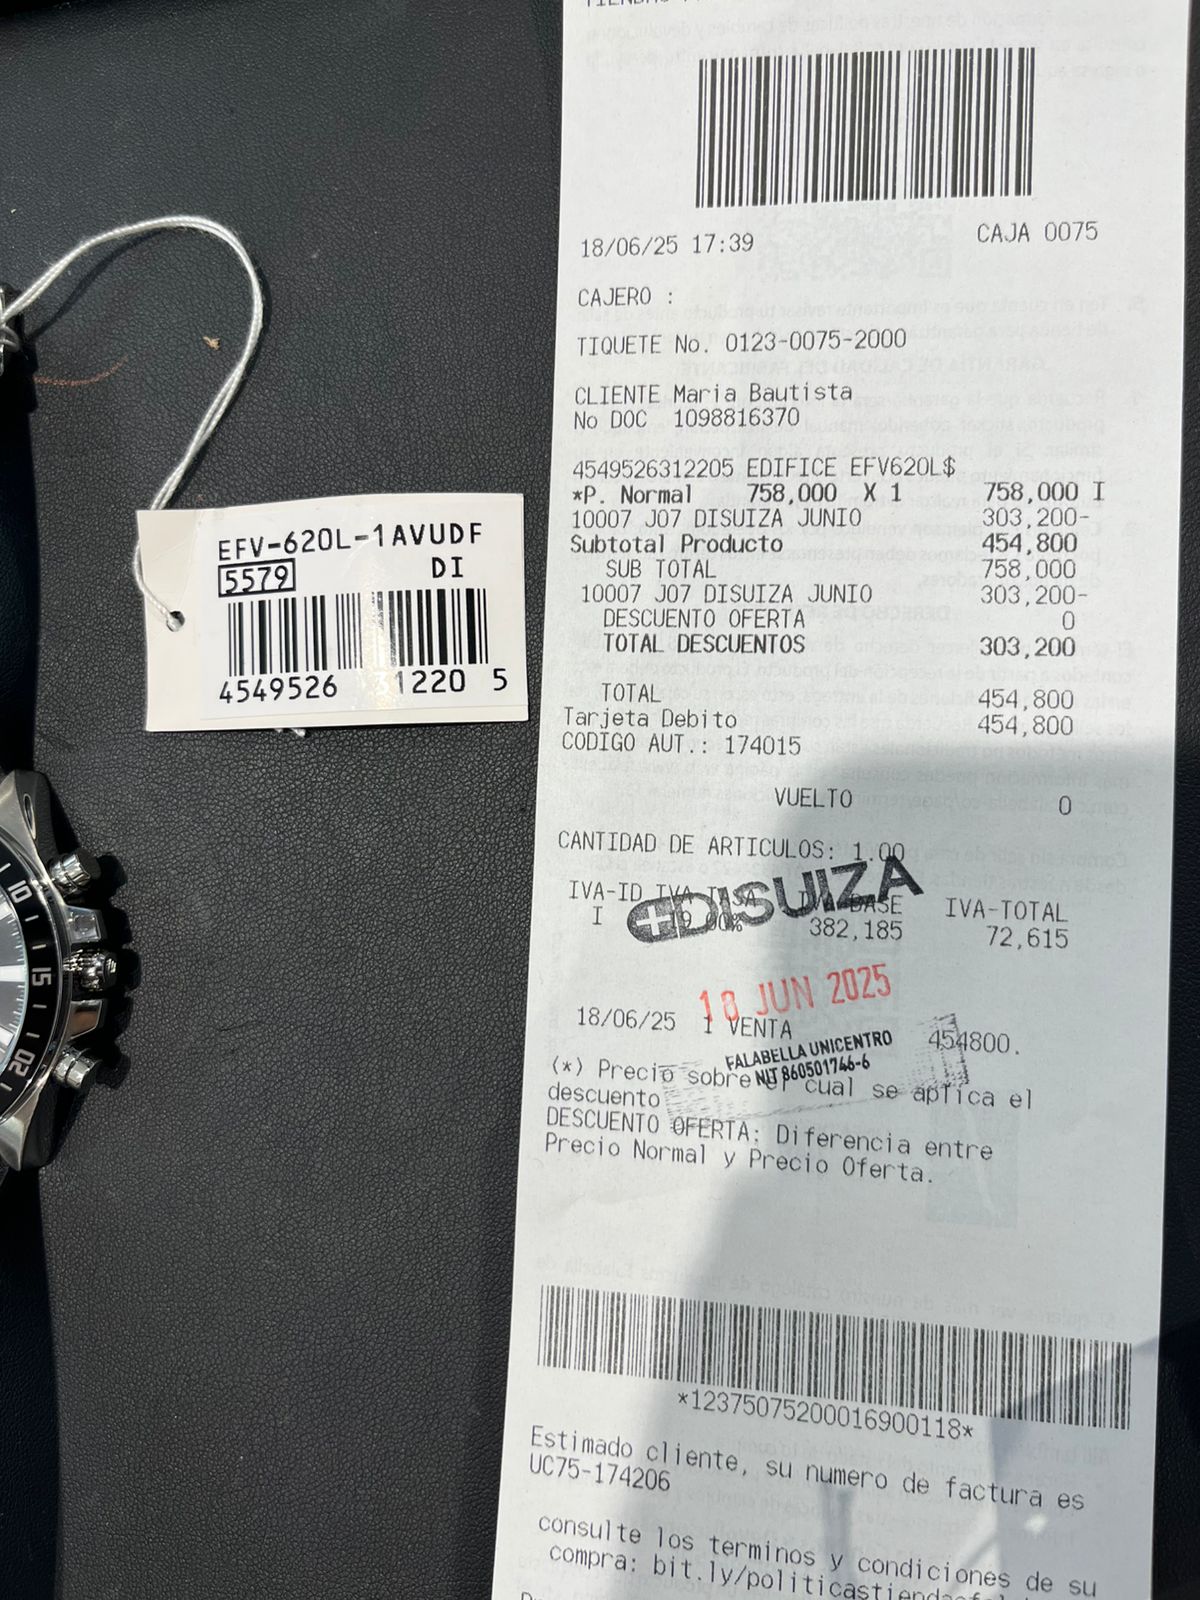 EFV-620L-1AVUDF
5579 DI
4549526 31220 5
10
15
20
18/06/25 17:39 CAJA 0075
CAJERO :
TIQUETE No. 0123-0075-2000
CLIENTE Maria Bautista
No DOC 1098816370
4549526312205 EDIFICE EFV620L$
*P. Normal 758,000 X 1 758,000 I
10007 J07 DISUIZA JUNIO 303,200-
Subtotal Producto 454,800
SUB TOTAL 758,000
10007 J07 DISUIZA JUNIO 303,200-
DESCUENTO OFERTA 0
TOTAL DESCUENTOS 303,200
TOTAL 454,800
Tarjeta Debito 454,800
CODIGO AUT.: 174015
VUELTO 0
CANTIDAD DE ARTICULOS: 1.00
DISUIZA
IVA-ID IVA-TASA IVA-BASE IVA-TOTAL
I 19.00% 382,185 72,615
18 JUN 2025
18/06/25 1 VENTA 454800.
FALABELLA UNICENTRO
NIT 860501746-6
(*) Precio sobre el cual se aplica el
descuento
DESCUENTO OFERTA: Diferencia entre
Precio Normal y Precio Oferta.
*12375075200016900118*
Estimado cliente, su numero de factura es
UC75-174206
consulte los terminos y condiciones de su